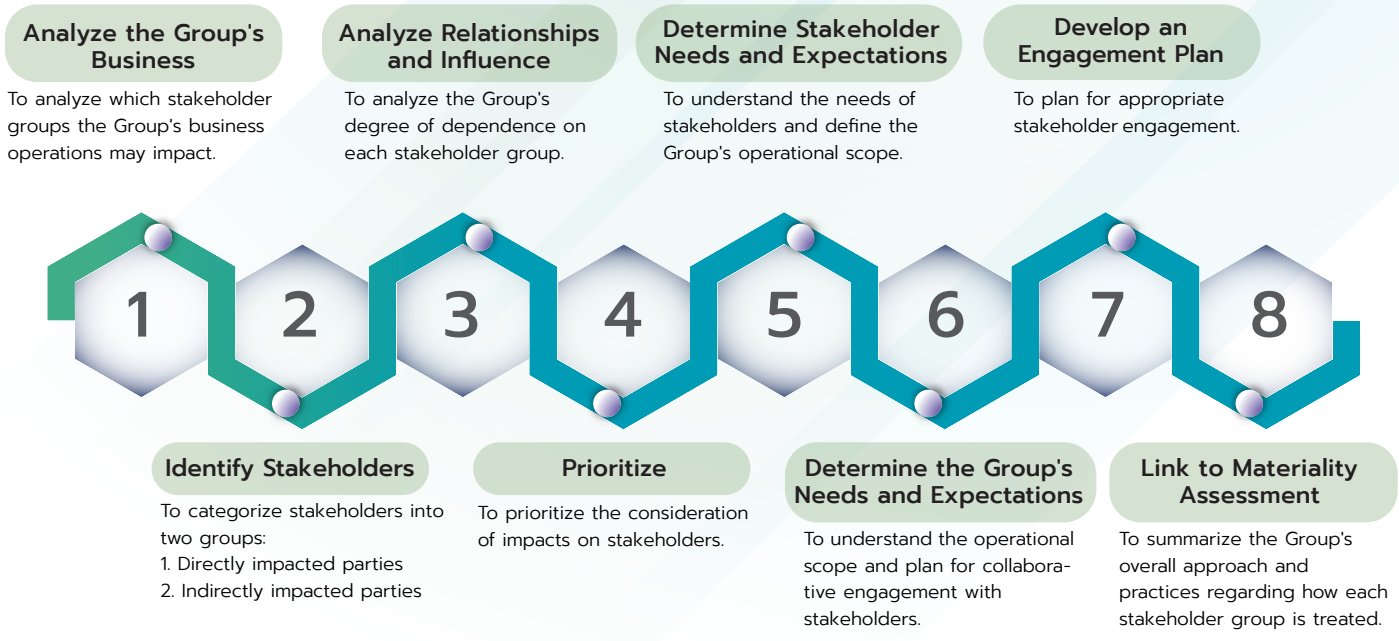 Analyze the Group's
Business
To analyze which stakeholder
groups the Group's business
operations may impact.
Analyze Relationships
and Influence
To analyze the Group's
degree of dependence on
each stakeholder group.
Determine Stakeholder
Needs and Expectations
To understand the needs of
stakeholders and define the
Group's operational scope.
Develop an
Engagement Plan
To plan for appropriate
stakeholder engagement.
1
2
3
4
5
6
7
8
Identify Stakeholders
To categorize stakeholders into
two groups:
1. Directly impacted parties
2. Indirectly impacted parties
Prioritize
To prioritize the consideration
of impacts on stakeholders.
Determine the Group's
Needs and Expectations
To understand the operational
scope and plan for collabora-
tive engagement with
stakeholders.
Link to Materiality
Assessment
To summarize the Group's
overall approach and
practices regarding how each
stakeholder group is treated.